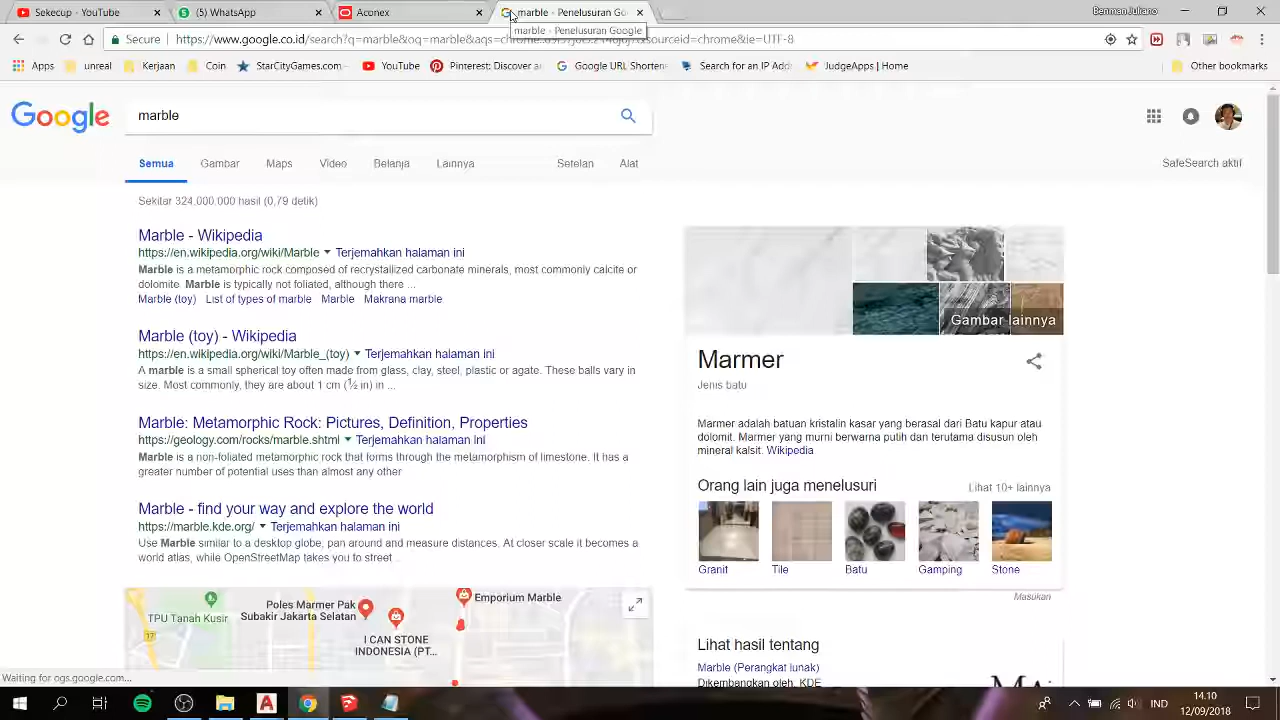 Sekecup - YouTube
(5) WhatsApp
Aconex
marble - Penelusuran Go
Benman Juliano
marble - Penelusuran Google
Secure
https://www.google.co.id/search?q=marble&oq=marble&aqs=chrome
sourceid=chrome&ie=UTF-8
Apps unreal Kerjaan Coin StarCityGames.com YouTube Pinterest: Discover a Google URL Shorten Search for an IP Add JudgeApps | Home Other bookmarks
Google
marble
Semua Gambar Maps Video Belanja Lainnya Setelan Alat
SafeSearch aktif
Sekitar 324.000.000 hasil (0,79 detik)
Marble - Wikipedia
https://en.wikipedia.org/wiki/Marble Terjemahkan halaman ini
Marble is a metamorphic rock composed of recrystallized carbonate minerals, most commonly calcite or
dolomite. Marble is typically not foliated, although there ...
Marble (toy) List of types of marble Marble Makrana marble
Marble (toy) - Wikipedia
https://en.wikipedia.org/wiki/Marble_(toy) Terjemahkan halaman ini
A marble is a small spherical toy often made from glass, clay, steel, plastic or agate. These balls vary in
size. Most commonly, they are about 1 cm (½ in) in ...
Marble: Metamorphic Rock: Pictures, Definition, Properties
https://geology.com/rocks/marble.shtml Terjemahkan halaman ini
Marble is a non-foliated metamorphic rock that forms through the metamorphism of limestone. It has a
greater number of potential uses than almost any other
Marble - find your way and explore the world
https://marble.kde.org/ Terjemahkan halaman ini
Use Marble similar to a desktop globe, pan around and measure distances. At closer scale it becomes a
world atlas, while OpenStreetMap takes you to street ...
TPU Tanah Kusir
17
Poles Marmer Pak
Subakir Jakarta Selatan
I CAN STONE
INDONESIA (PT...
Emporium Marble
Gambar lainnya
Marmer
Jenis batu
Marmer adalah batuan kristalin kasar yang berasal dari Batu kapur atau
dolomit. Marmer yang murni berwarna putih dan terutama disusun oleh
mineral kalsit. Wikipedia
Orang lain juga menelusuri
Lihat 10+ lainnya
Granit Tile Batu Gamping Stone
Masukan
Lihat hasil tentang
Marble (Perangkat lunak)
Dikembangkan oleh: KDE
Waiting for ogs.google.com...
IND
14.10
12/09/2018